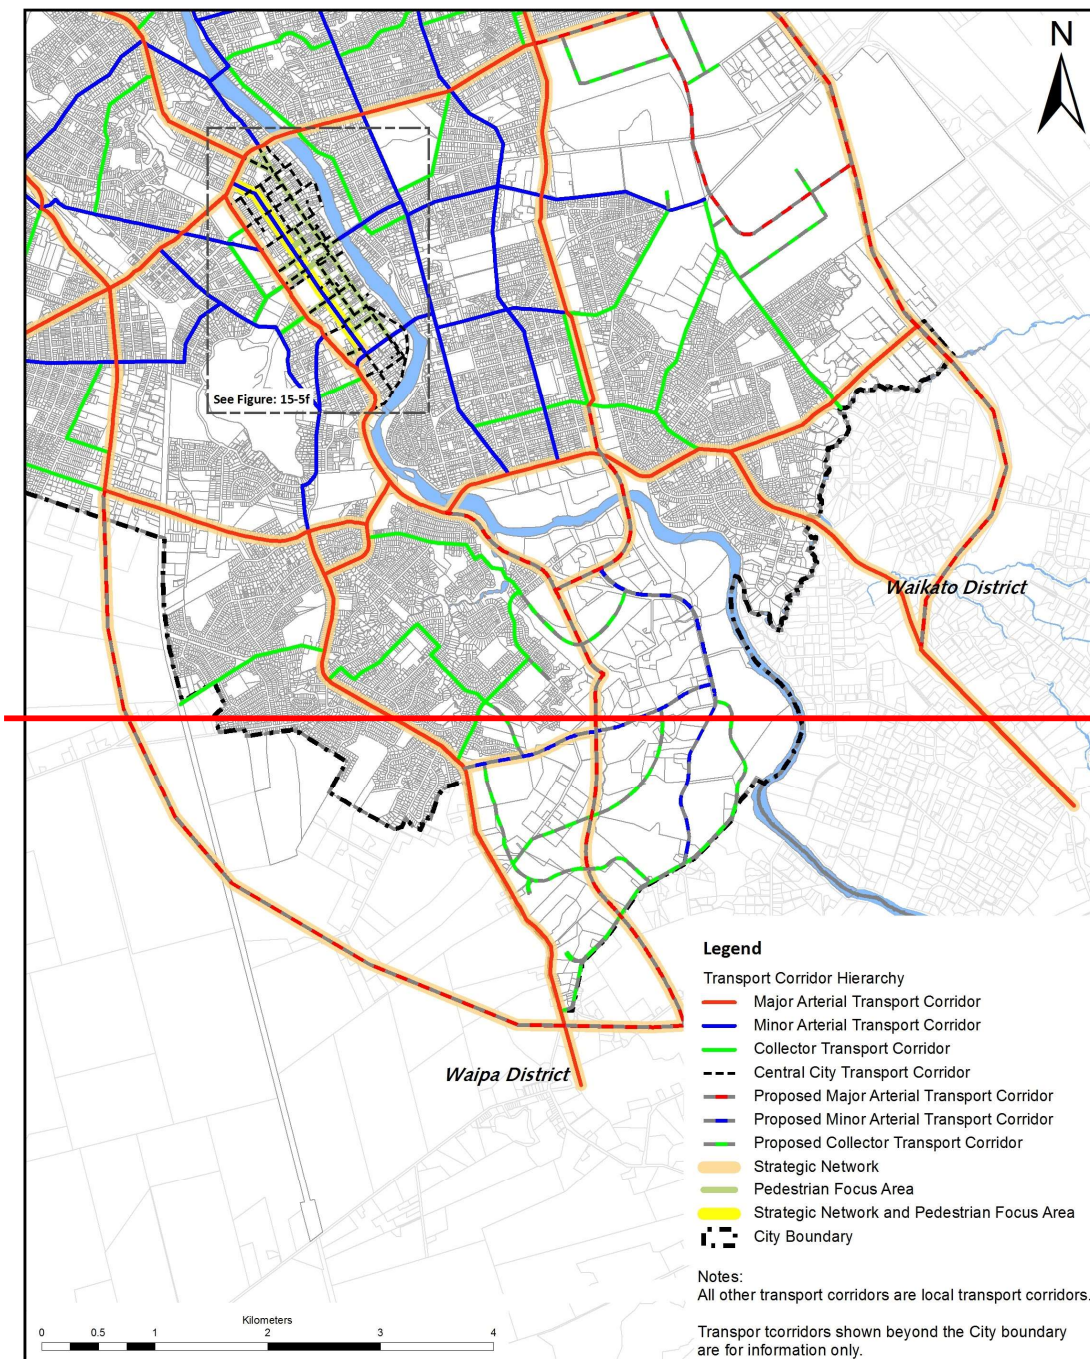 N
See Figure: 15-5f
Waikato District
Waipa District
Legend
Transport Corridor Hierarchy
Major Arterial Transport Corridor
Minor Arterial Transport Corridor
Collector Transport Corridor
Central City Transport Corridor
Proposed Major Arterial Transport Corridor
Proposed Minor Arterial Transport Corridor
Proposed Collector Transport Corridor
Strategic Network
Pedestrian Focus Area
Strategic Network and Pedestrian Focus Area
City Boundary
Notes:
All other transport corridors are local transport corridors.
Transpor tcorridors shown beyond the City boundary
are for information only.
Kilometers
0 0.5 1 2 3 4